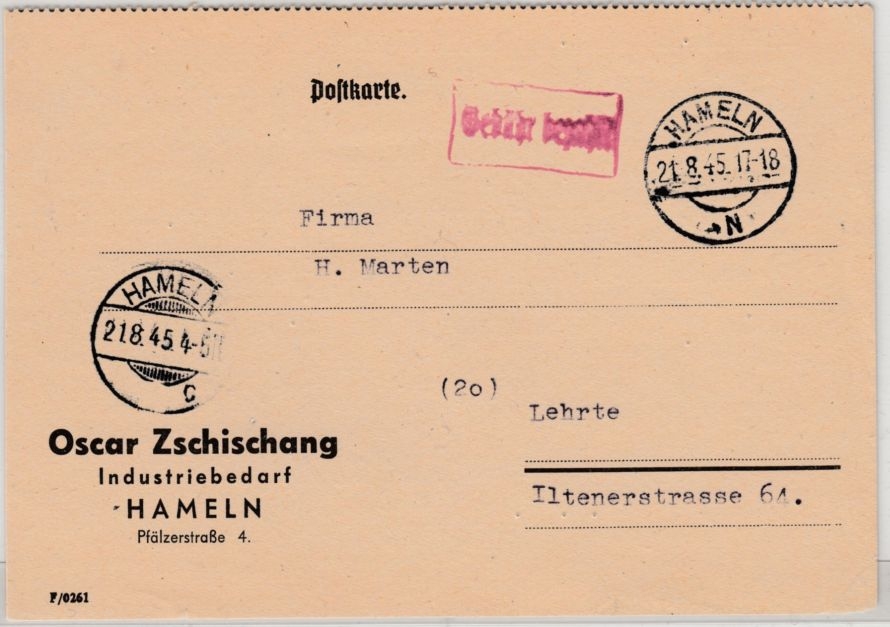 Postkarte.
Gebühr bezahlt
HAMELN
21.8.45.17-18
N
Firma
H. Marten
HAMELN
21.8.45.4-5
c
(2o)
Lehrte
Iltenerstrasse 64.
Oscar Zschischang
Industriebedarf
HAMELN
Pfälzerstraße 4.
F/0261